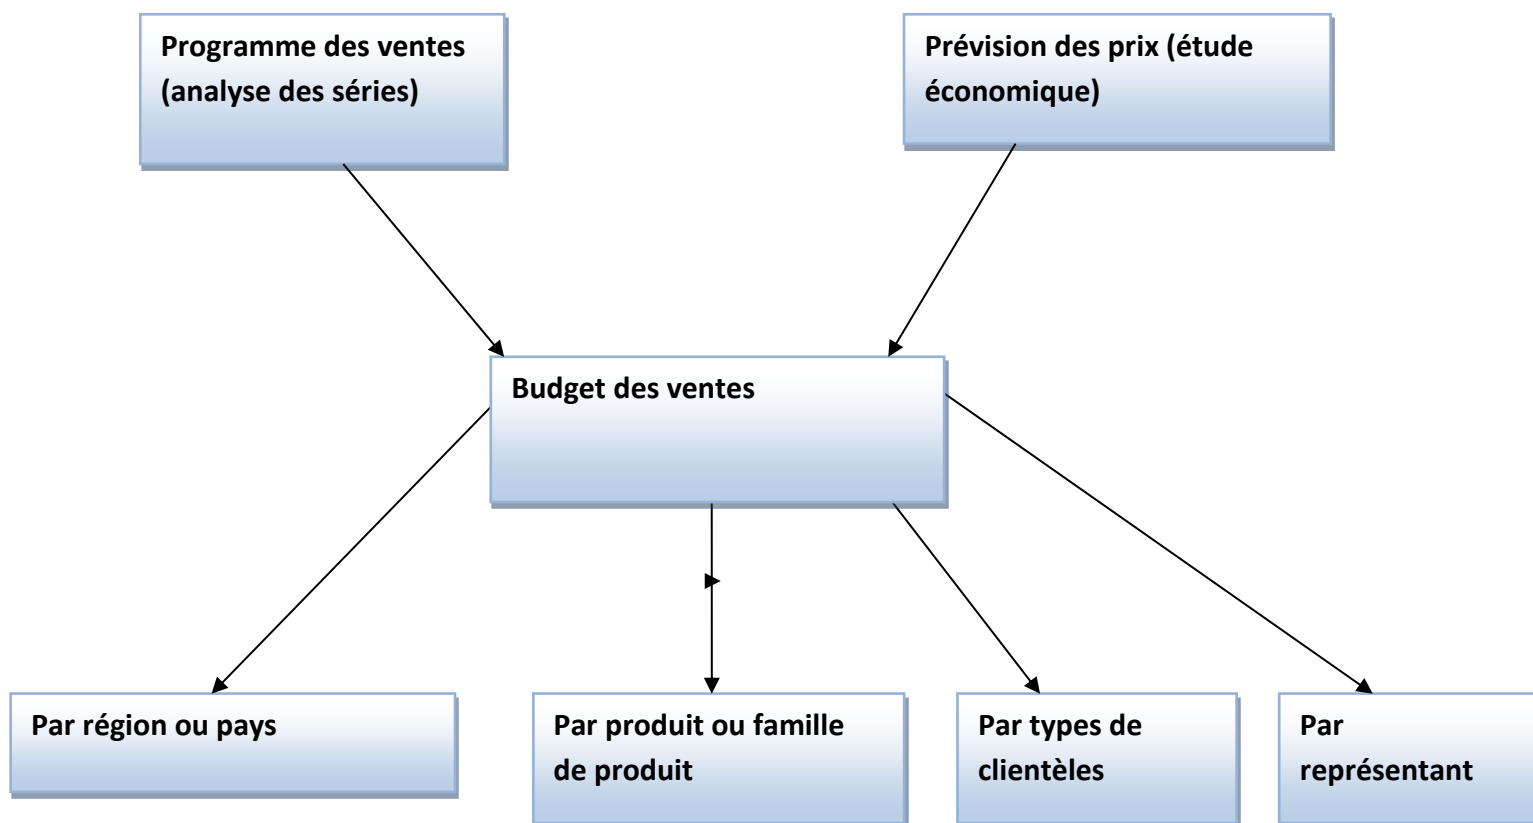 Programme des ventes
(analyse des séries)
Prévision des prix (étude
économique)
Budget des ventes
Par région ou pays
Par produit ou famille
de produit
Par types de
clientèles
Par
représentant